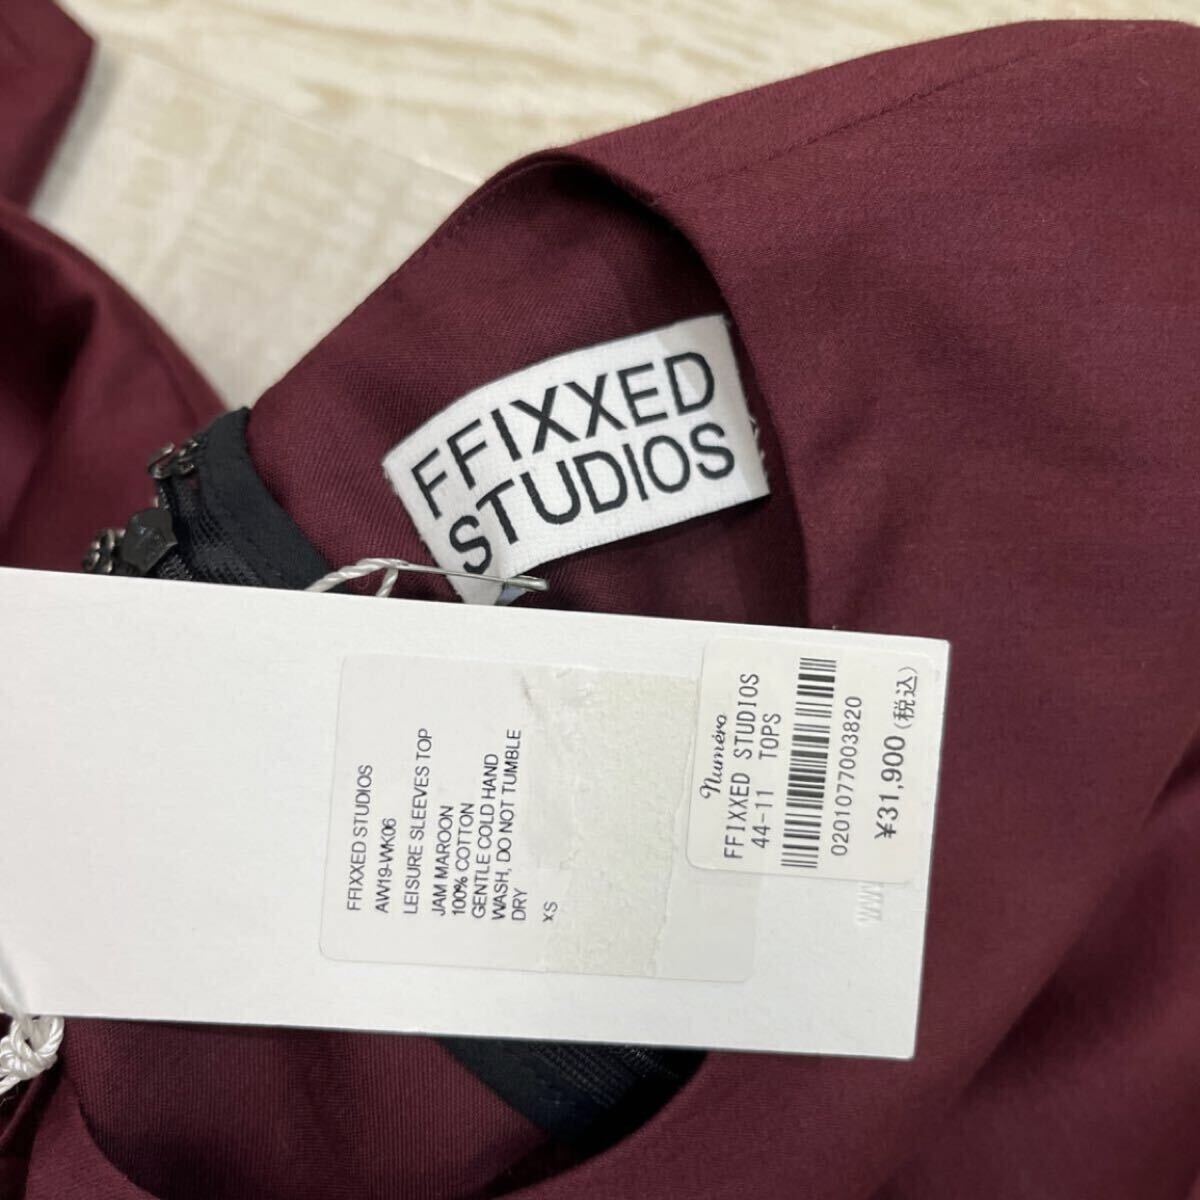 FFIXXED
STUDIOS
FFIXXED STUDIOS
AW19-WK06
LEISURE SLEEVES TOP
JAM MAROON
100% COTTON
GENTLE COLD HAND
WASH, DO NOT TUMBLE
DRY
XS
numéro
FFIXXED STUDIOS
44-11 TOPS
0201077003820
¥31,900(税込)